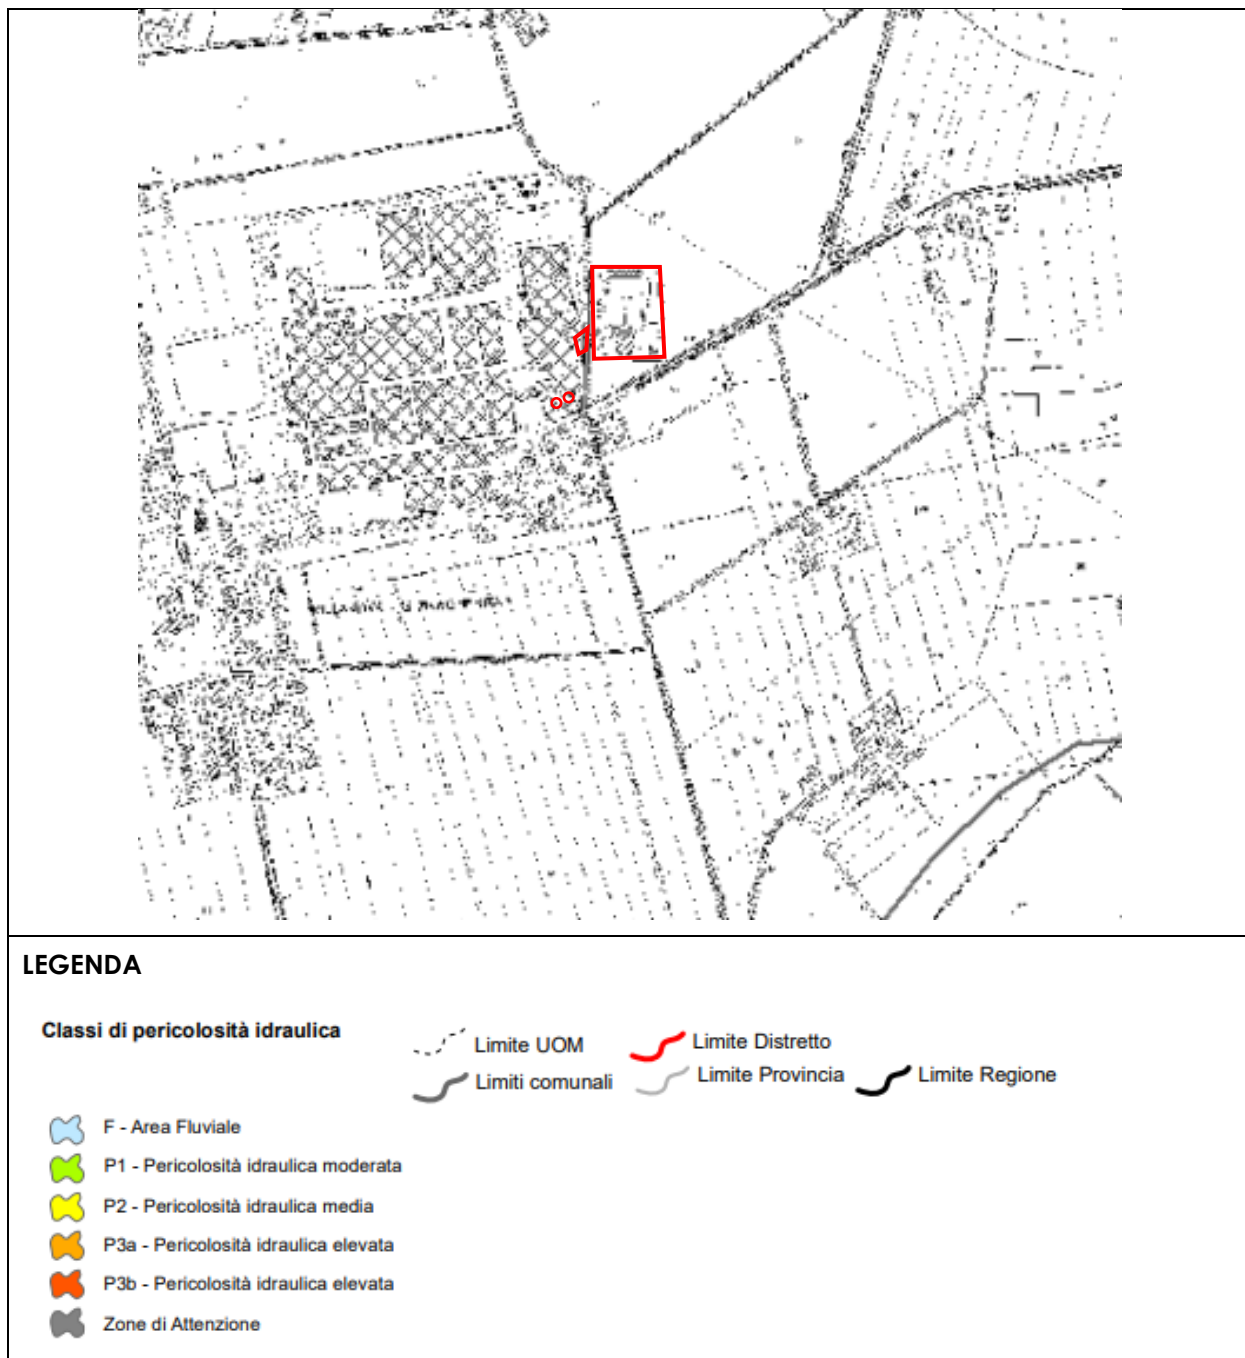 LEGENDA
Classi di pericolosità idraulica
Limite UOM
Limite Distretto
Limiti comunali
Limite Provincia
Limite Regione
F - Area Fluviale
P1 - Pericolosità idraulica moderata
P2 - Pericolosità idraulica media
P3a - Pericolosità idraulica elevata
P3b - Pericolosità idraulica elevata
Zone di Attenzione